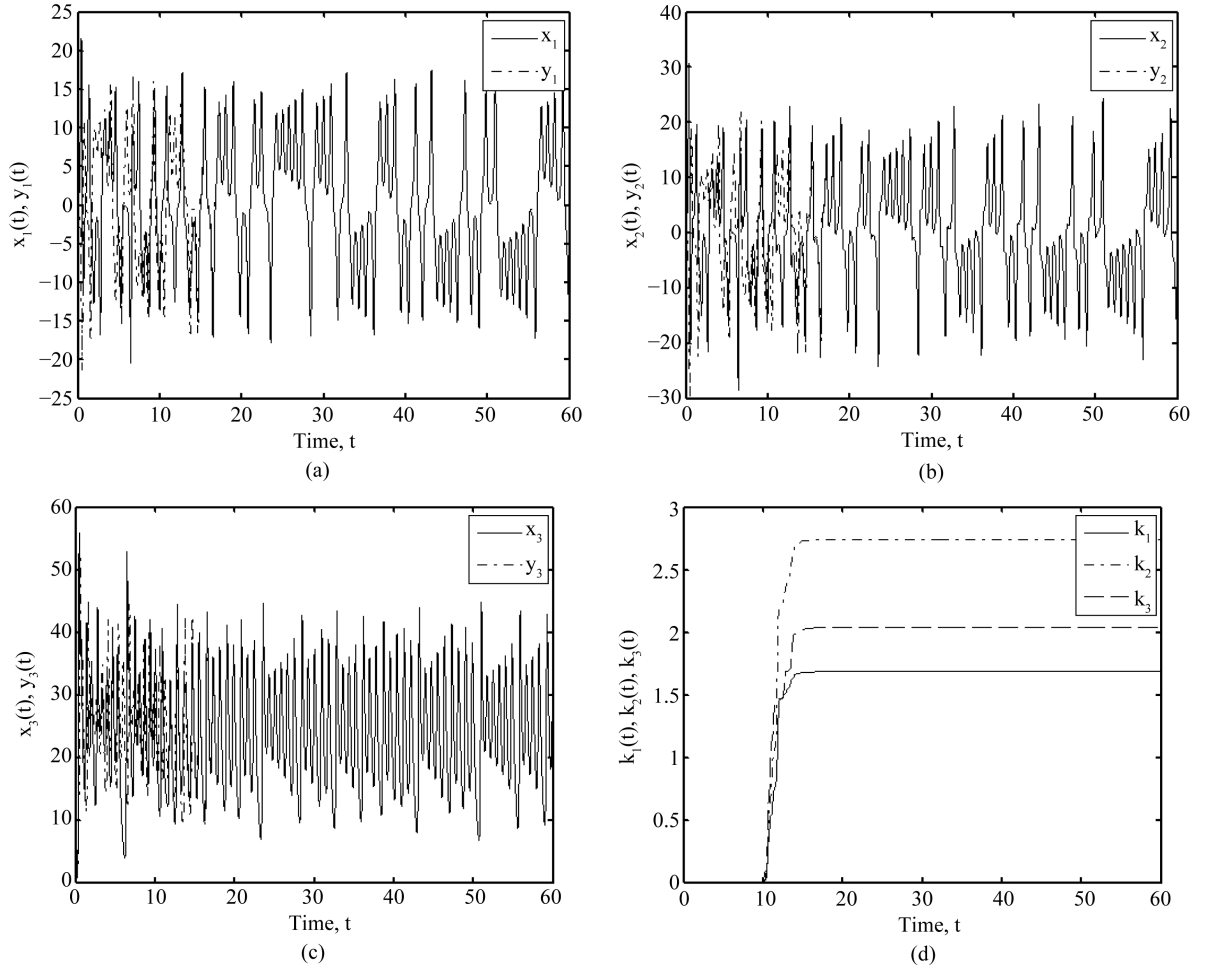 25
20
15
10
5
0
−5
−10
−15
−20
−25
x1(t), y1(t)
x1
y1
0 10 20 30 40 50 60
Time, t
(a)
40
30
20
10
0
−10
−20
−30
x2(t), y2(t)
x2
y2
0 10 20 30 40 50 60
Time, t
(b)
60
50
40
30
20
10
0
x3(t), y3(t)
x3
y3
0 10 20 30 40 50 60
Time, t
(c)
3
2.5
2
1.5
1
0.5
0
k1(t), k2(t), k3(t)
k1
k2
k3
0 10 20 30 40 50 60
Time, t
(d)